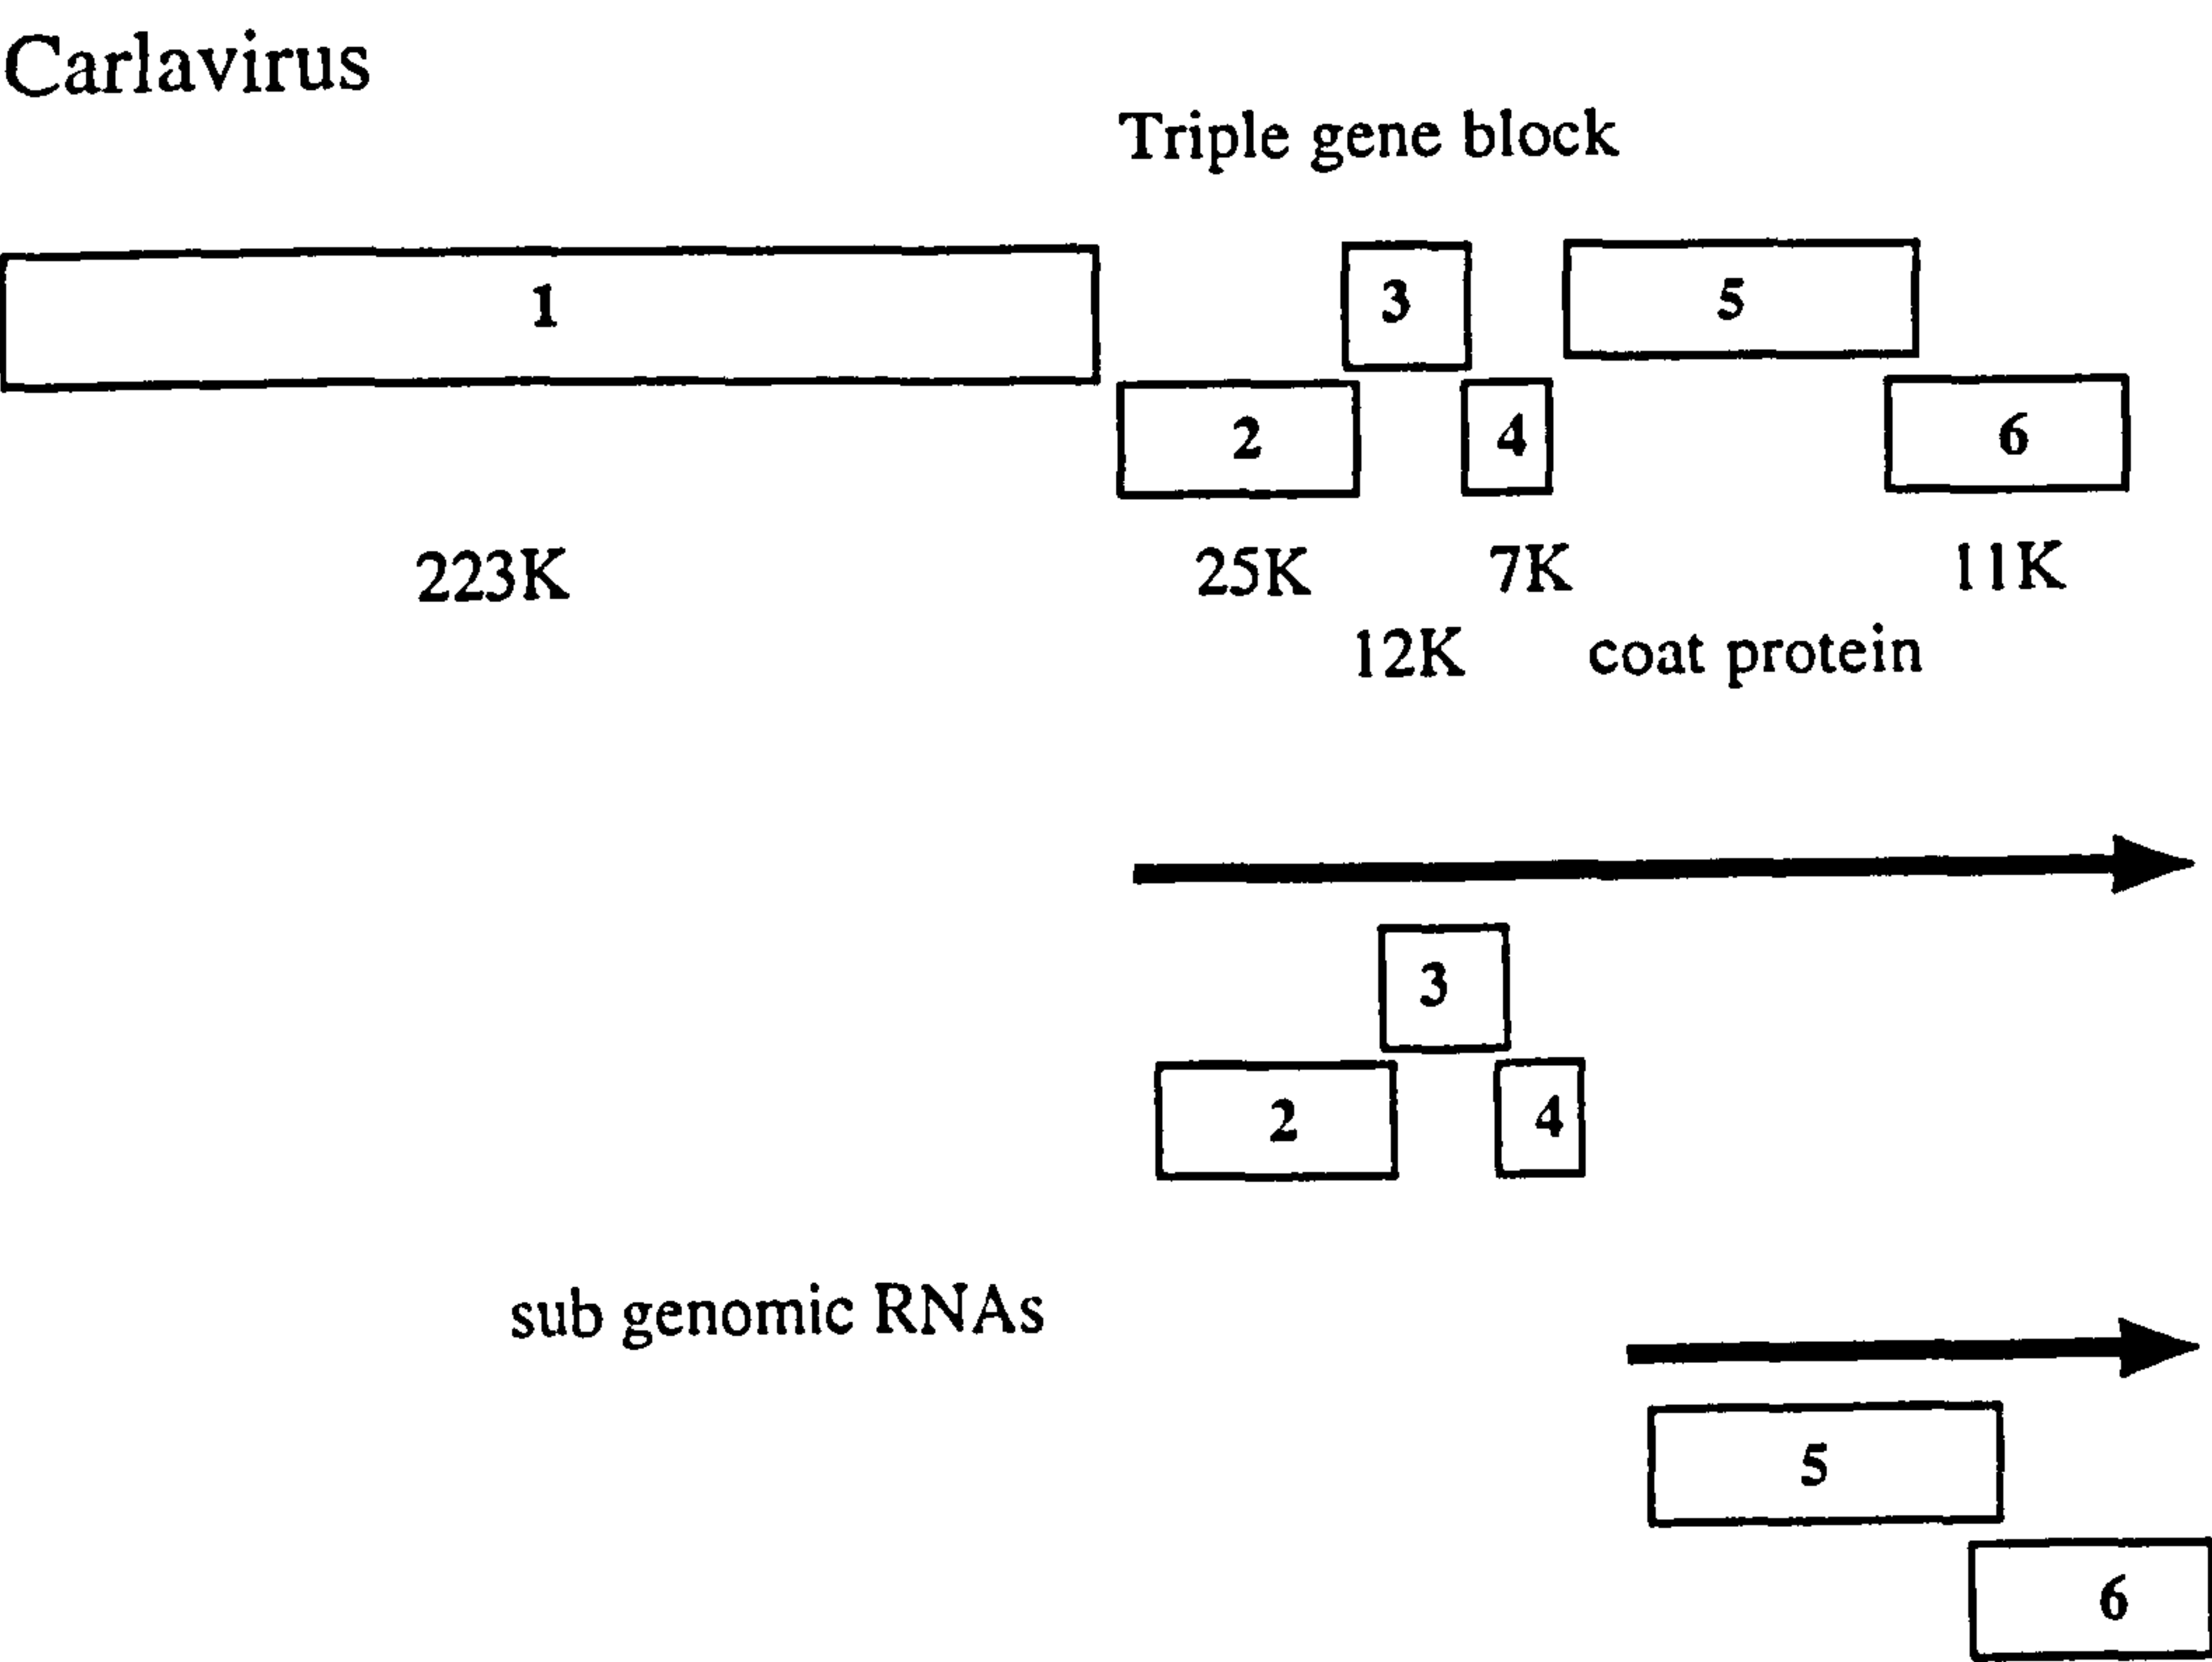 Carlavirus
Triple gene block
1 3 5
2 4 6
223K 25K 7K 11K
12K coat protein
3
2 4
sub genomic RNAs
5
6